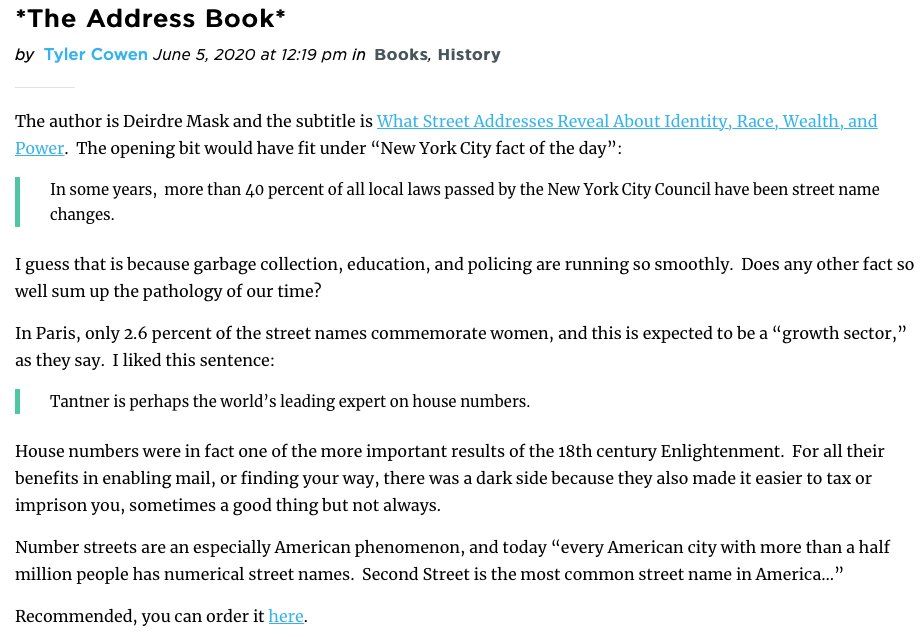 *The Address Book*
by Tyler Cowen June 5, 2020 at 12:19 pm in Books, History
The author is Deirdre Mask and the subtitle is What Street Addresses Reveal About Identity, Race, Wealth, and
Power.  The opening bit would have fit under “New York City fact of the day”:
In some years,  more than 40 percent of all local laws passed by the New York City Council have been street name
changes.
I guess that is because garbage collection, education, and policing are running so smoothly.  Does any other fact so
well sum up the pathology of our time?
In Paris, only 2.6 percent of the street names commemorate women, and this is expected to be a “growth sector,”
as they say.  I liked this sentence:
Tantner is perhaps the world’s leading expert on house numbers.
House numbers were in fact one of the more important results of the 18th century Enlightenment.  For all their
benefits in enabling mail, or finding your way, there was a dark side because they also made it easier to tax or
imprison you, sometimes a good thing but not always.
Number streets are an especially American phenomenon, and today “every American city with more than a half
million people has numerical street names.  Second Street is the most common street name in America…”
Recommended, you can order it here.